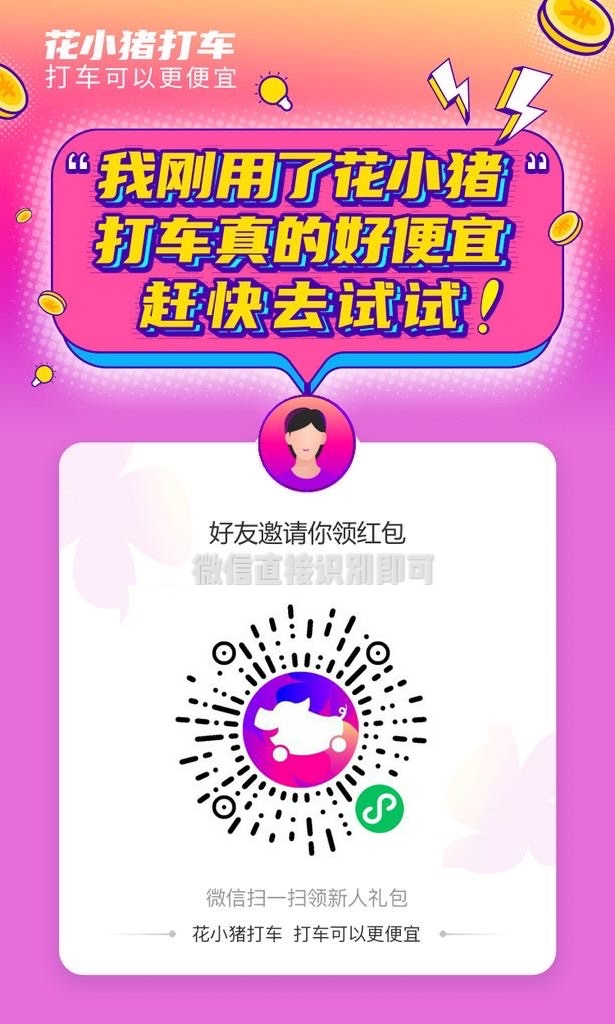 花小猪打车
打车可以更便宜
“我刚用了花小猪”
打车真的好便宜
赶快去试试!
好友邀请你领红包
微信直接识别即可
微信扫一扫领新人礼包
花小猪打车 打车可以更便宜